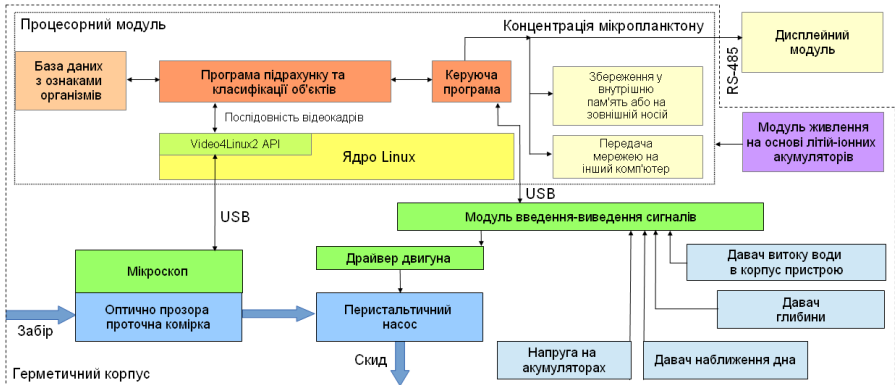 Процесорний модуль
Концентрація мікропланктону
База даних
з ознаками
організмів
Програма підрахунку та
класифікації об'єктів
Керуюча
програма
Дисплейний
модуль
RS-485
Збереження у
внутрішню
пам'ять або на
зовнішній носій
Послідовність відеокадрів
Video4Linux2 API
Ядро Linux
Передача
мережею на
інший комп'ютер
Модуль живлення
на основі літій-іонних
акумуляторів
USB
USB
Модуль введення-виведення сигналів
Мікроскоп
Драйвер двигуна
Давач витоку води
в корпус пристрою
Оптично прозора
проточна комірка
Перистальтичний
насос
Давач
глибини
Забір
Скид
Напруга на
акумуляторах
Давач наближення дна
Герметичний корпус